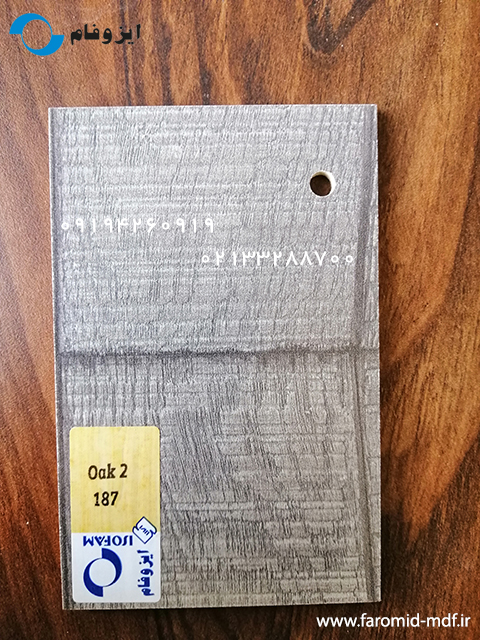 ایزوفام
۰۹۱۹۴۲۶۰۹۱۹
۰۲۱۳۳۲۸۸۷۰۰
Oak 2
187
ISOFAM
ایزوفام
www.faromid-mdf.ir